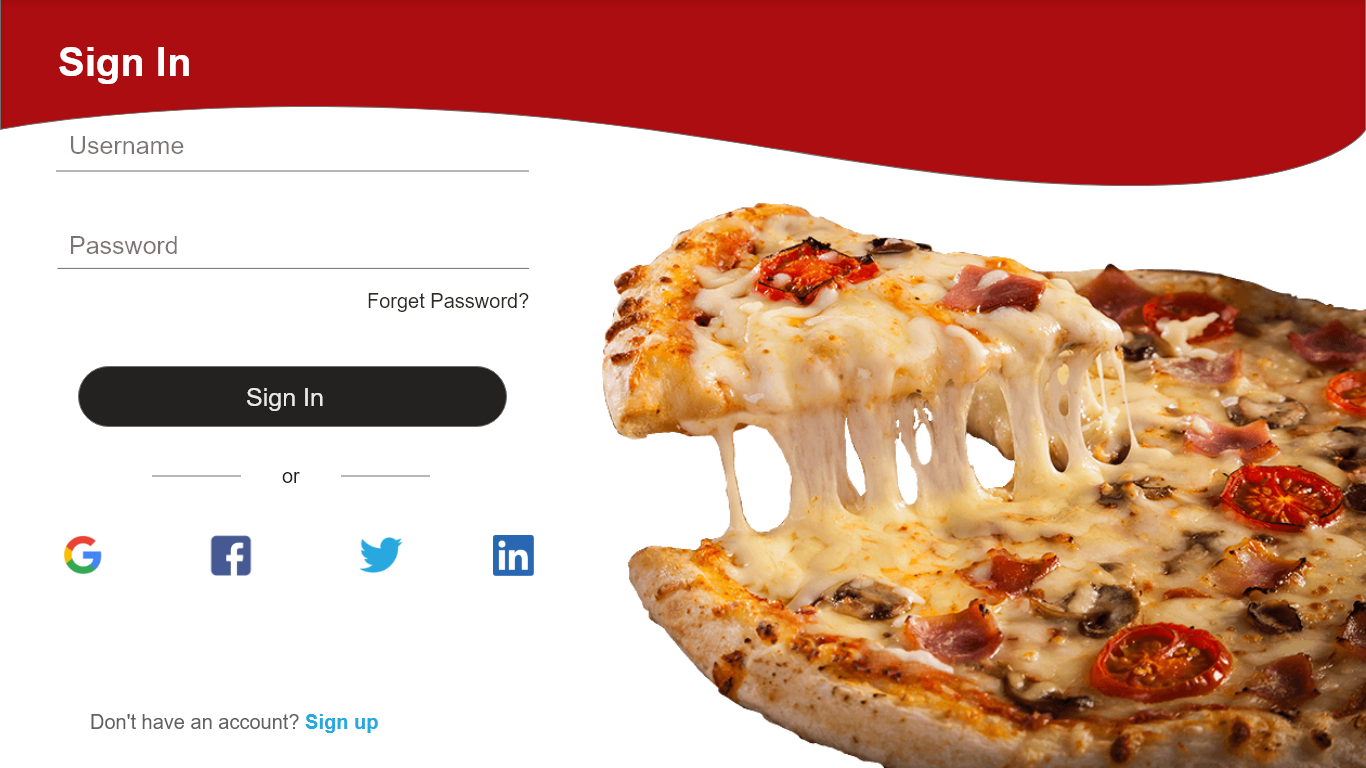 Sign In
Username
Password
Forget Password?
Sign In
or
Don't have an account? Sign up